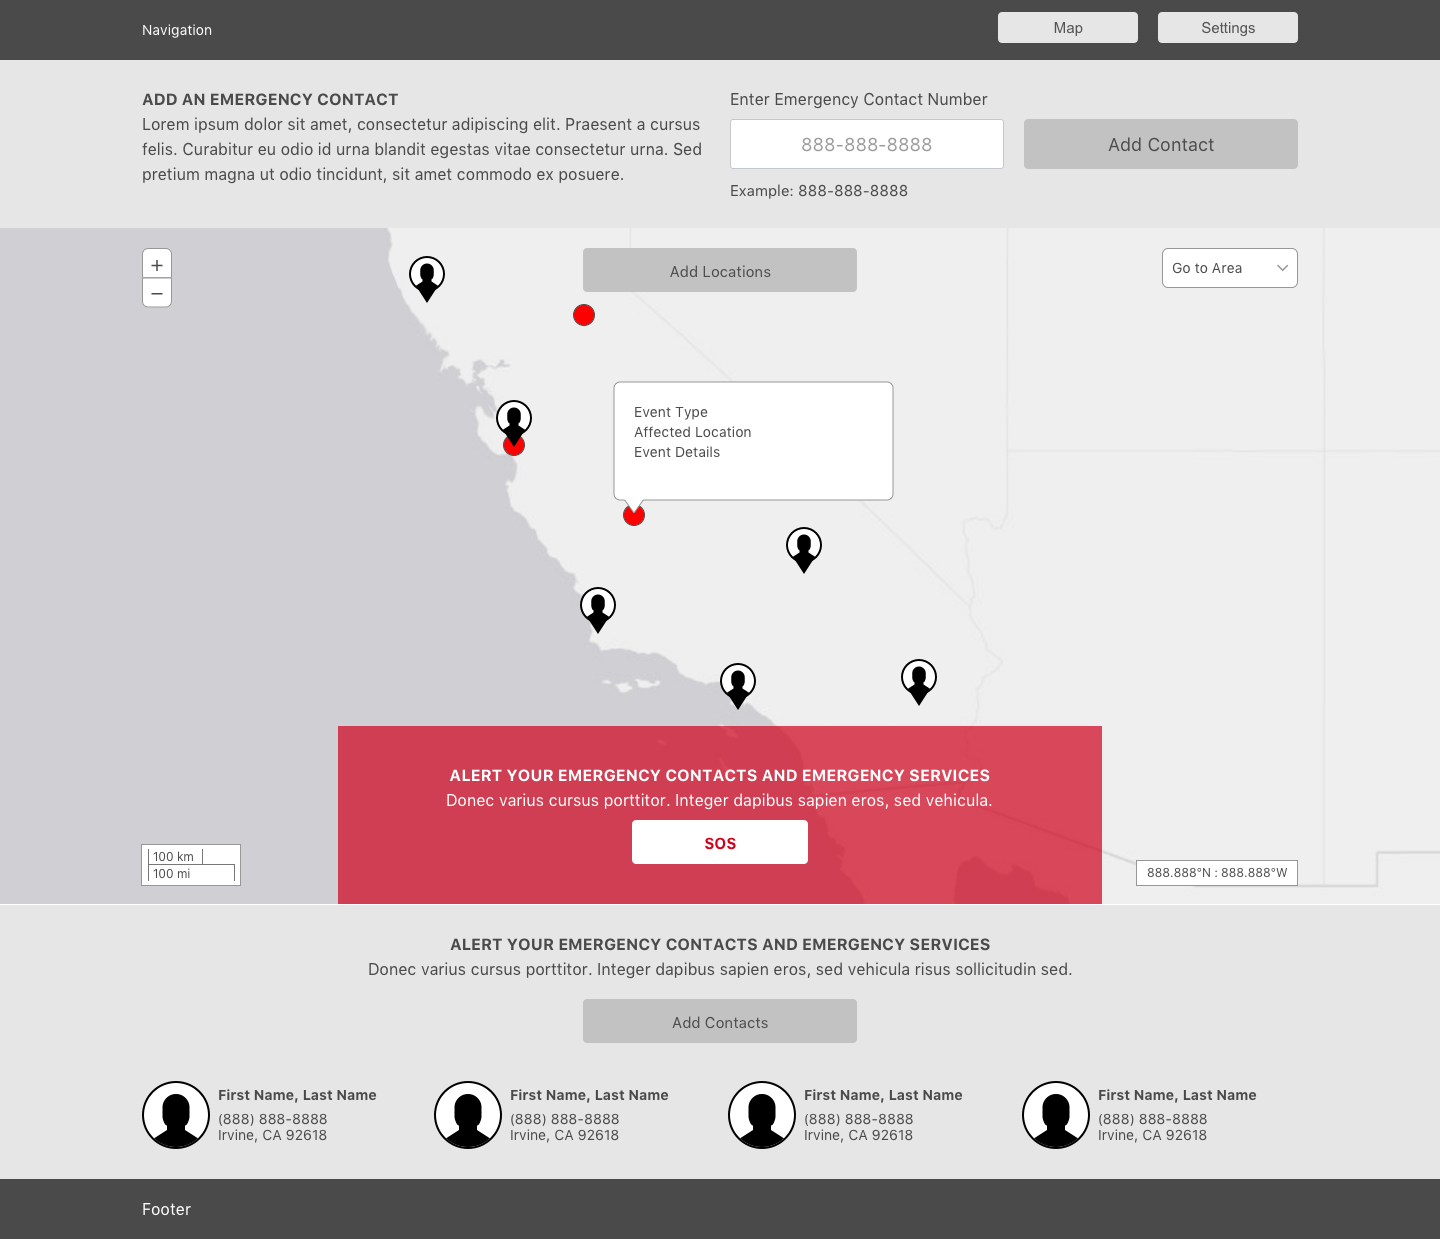 Navigation
Map
Settings
ADD AN EMERGENCY CONTACT
Lorem ipsum dolor sit amet, consectetur adipiscing elit. Praesent a cursus
felis. Curabitur eu odio id urna blandit egestas vitae consectetur urna. Sed
pretium magna ut odio tincidunt, sit amet commodo ex posuere.
Enter Emergency Contact Number
888-888-8888
Add Contact
Example: 888-888-8888
+
−
Add Locations
Go to Area
Event Type
Affected Location
Event Details
ALERT YOUR EMERGENCY CONTACTS AND EMERGENCY SERVICES
Donec varius cursus porttitor. Integer dapibus sapien eros, sed vehicula.
SOS
100 km
100 mi
888.888°N : 888.888°W
ALERT YOUR EMERGENCY CONTACTS AND EMERGENCY SERVICES
Donec varius cursus porttitor. Integer dapibus sapien eros, sed vehicula risus sollicitudin sed.
Add Contacts
First Name, Last Name
(888) 888-8888
Irvine, CA 92618
First Name, Last Name
(888) 888-8888
Irvine, CA 92618
First Name, Last Name
(888) 888-8888
Irvine, CA 92618
First Name, Last Name
(888) 888-8888
Irvine, CA 92618
Footer